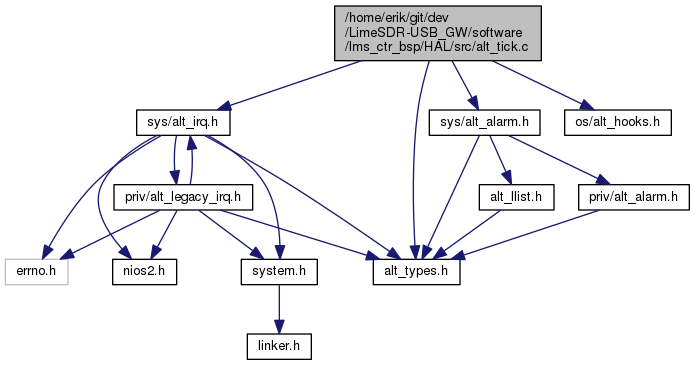 /home/erik/git/dev
/LimeSDR-USB_GW/software
/lms_ctr_bsp/HAL/src/alt_tick.c
sys/alt_irq.h
sys/alt_alarm.h
os/alt_hooks.h
priv/alt_legacy_irq.h
alt_llist.h
priv/alt_alarm.h
errno.h
nios2.h
system.h
alt_types.h
linker.h